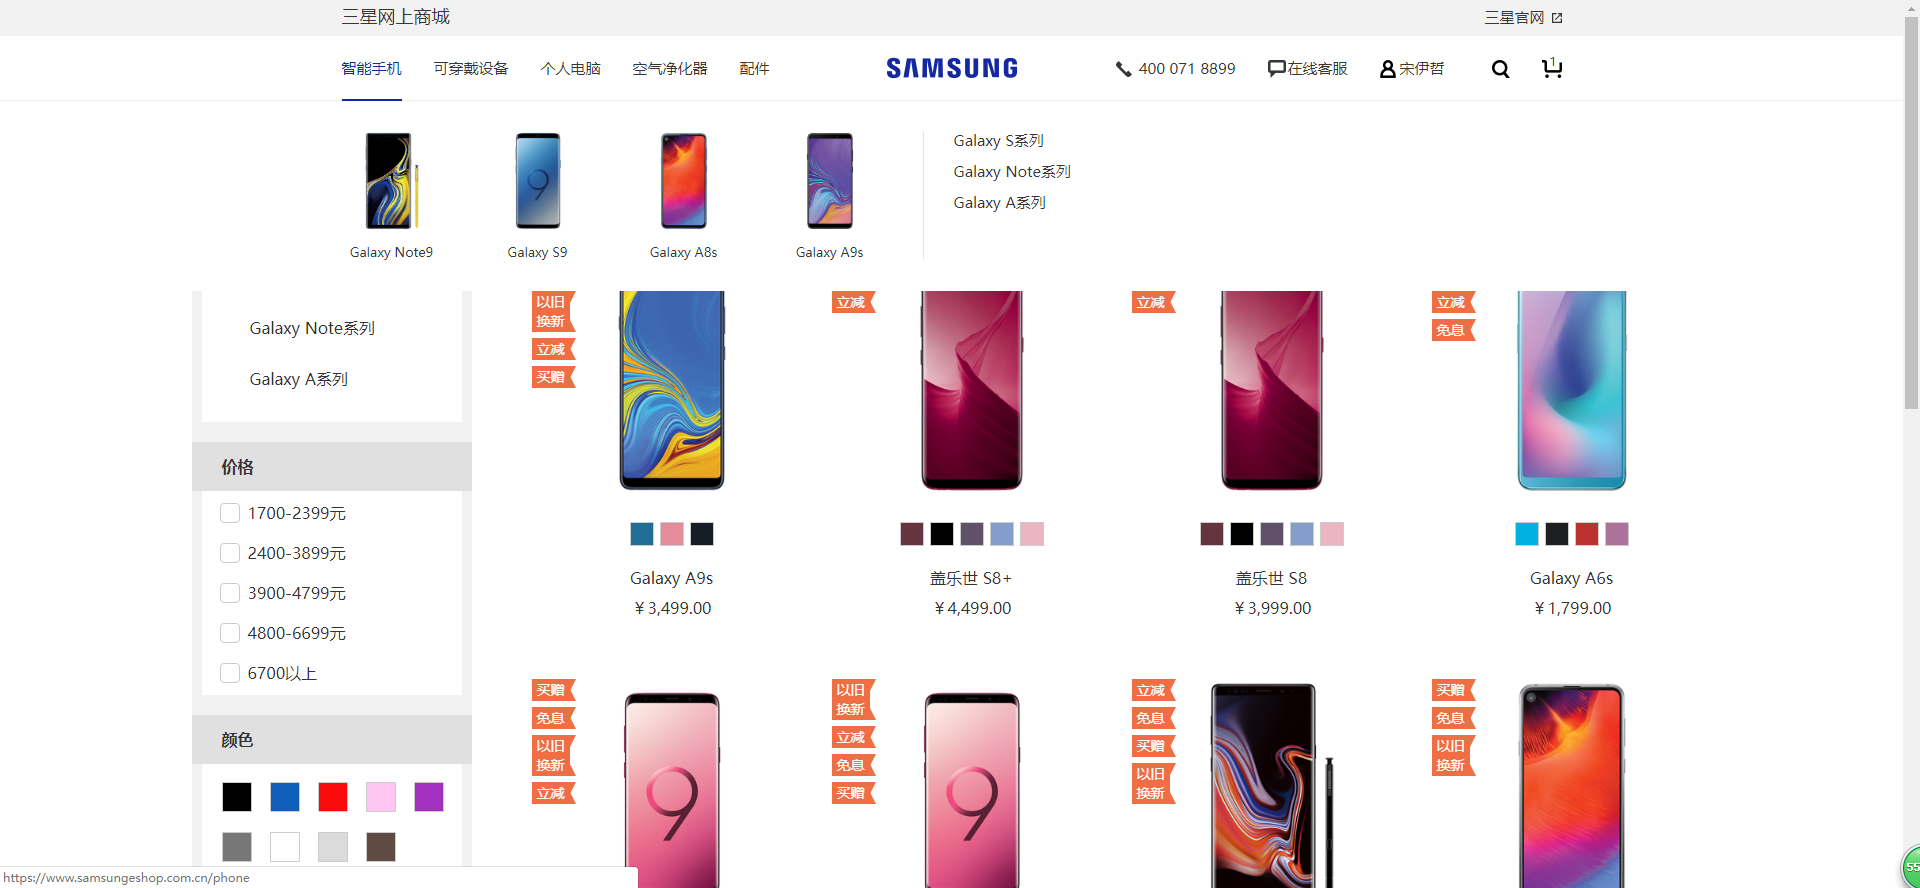 三星网上商城
三星官网
智能手机 可穿戴设备 个人电脑 空气净化器 配件
SAMSUNG
400 071 8899 在线客服 宋伊哲 1
Galaxy Note9 Galaxy S9 Galaxy A8s Galaxy A9s
Galaxy S系列
Galaxy Note系列
Galaxy A系列
Galaxy Note系列
Galaxy A系列
价格
1700-2399元
2400-3899元
3900-4799元
4800-6699元
6700以上
颜色
以旧
换新
立减
买赠
Galaxy A9s
￥3,499.00
立减
盖乐世 S8+
￥4,499.00
立减
盖乐世 S8
￥3,999.00
立减
免息
Galaxy A6s
￥1,799.00
买赠
免息
以旧
换新
立减
以旧
换新
立减
免息
买赠
立减
免息
买赠
以旧
换新
买赠
免息
以旧
换新
https://www.samsungeshop.com.cn/phone